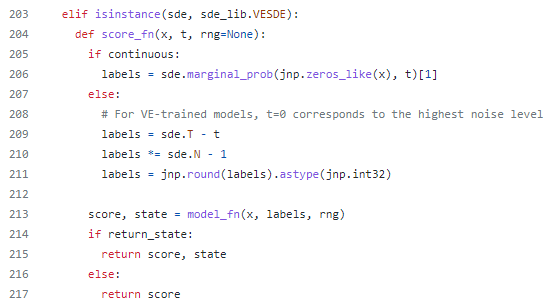 203 elif isinstance(sde, sde_lib.VESDE):
204 def score_fn(x, t, rng=None):
205 if continuous:
206 labels = sde.marginal_prob(jnp.zeros_like(x), t)[1]
207 else:
208 # For VE-trained models, t=0 corresponds to the highest noise level
209 labels = sde.T - t
210 labels *= sde.N - 1
211 labels = jnp.round(labels).astype(jnp.int32)
212
213 score, state = model_fn(x, labels, rng)
214 if return_state:
215 return score, state
216 else:
217 return score